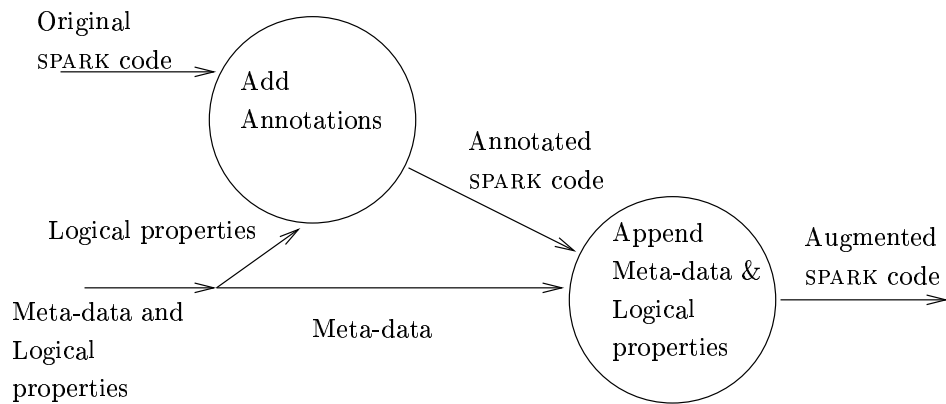 Original
SPARK code
Add
Annotations
Annotated
SPARK code
Logical properties
Append
Meta-data &
Logical
properties
Augmented
SPARK code
Meta-data and
Logical
properties
Meta-data